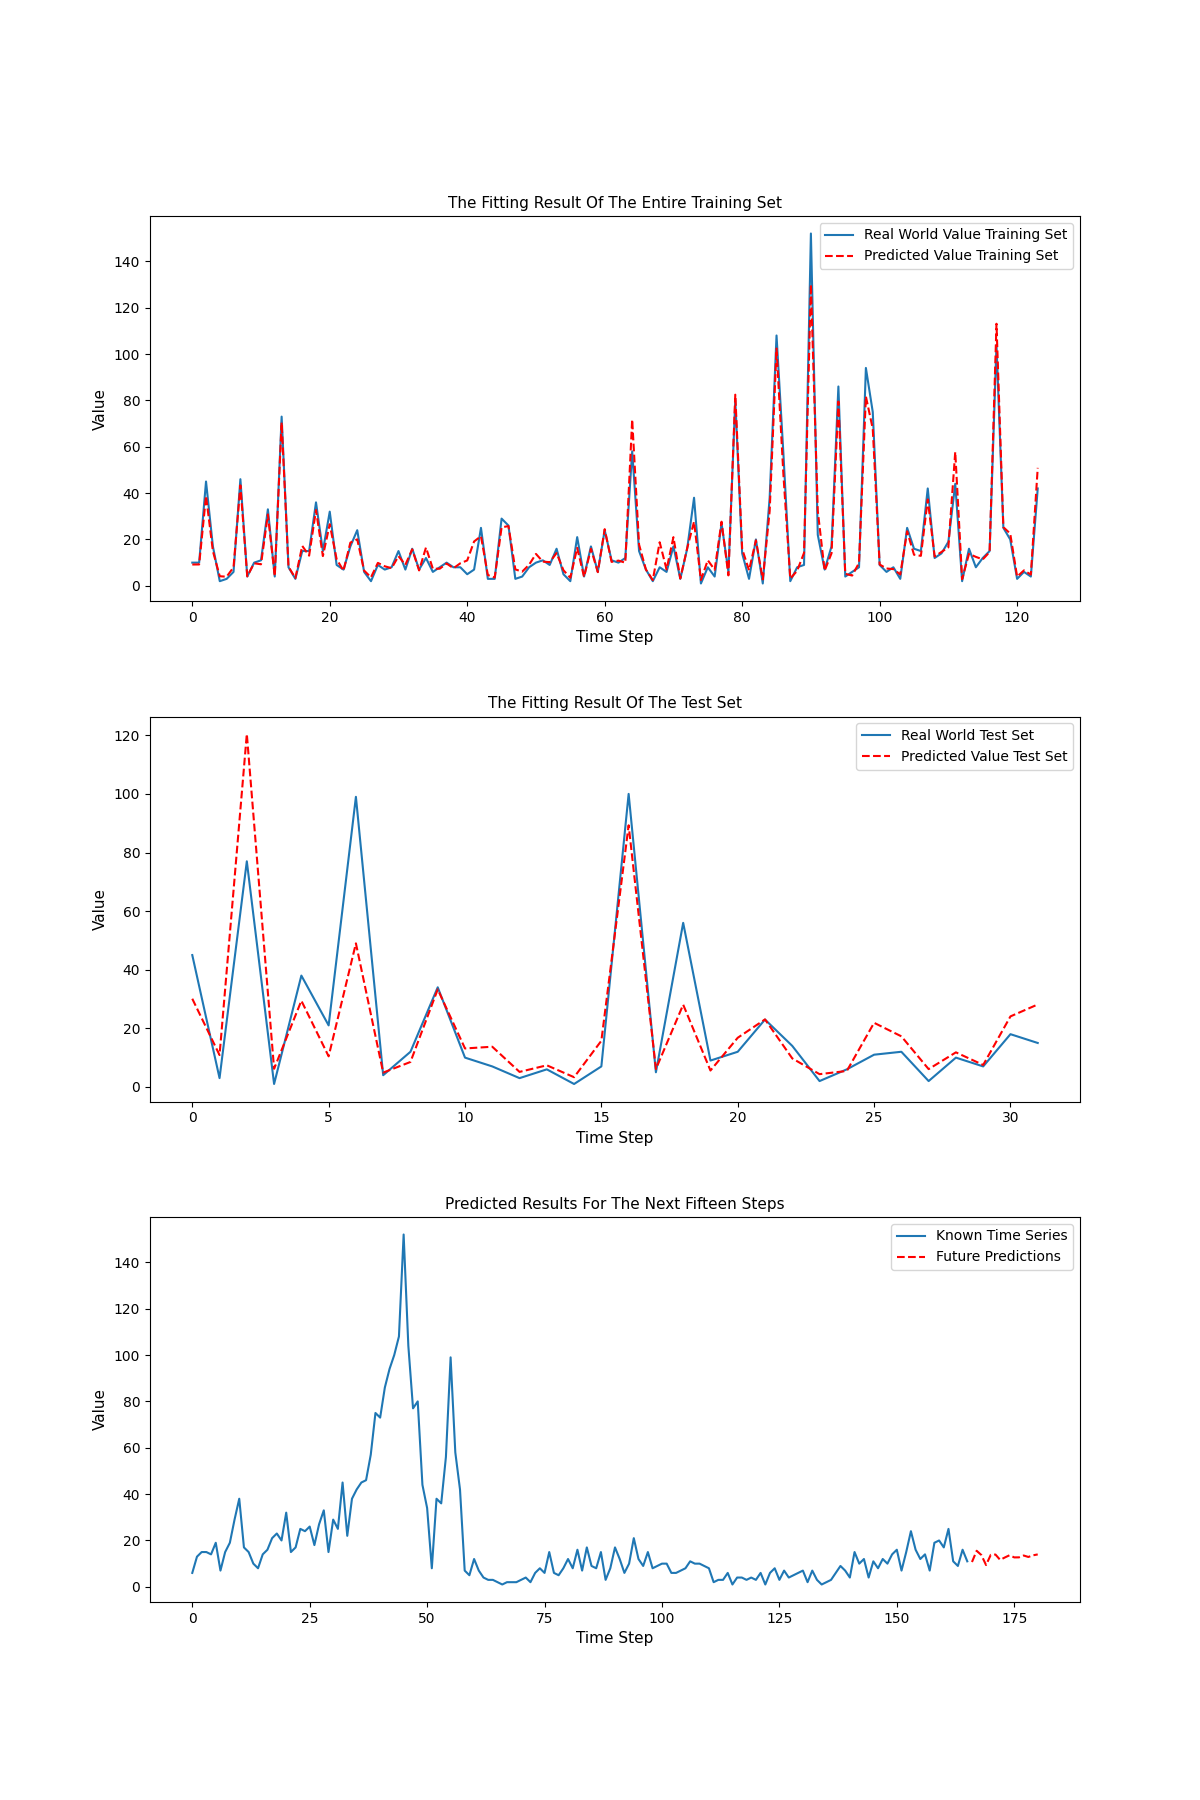 The Fitting Result Of The Entire Training Set
Real World Value Training Set
Predicted Value Training Set
Value
140
120
100
80
60
40
20
0
0 20 40 60 80 100 120
Time Step
The Fitting Result Of The Test Set
Real World Test Set
Predicted Value Test Set
Value
120
100
80
60
40
20
0
0 5 10 15 20 25 30
Time Step
Predicted Results For The Next Fifteen Steps
Known Time Series
Future Predictions
Value
140
120
100
80
60
40
20
0
0 25 50 75 100 125 150 175
Time Step